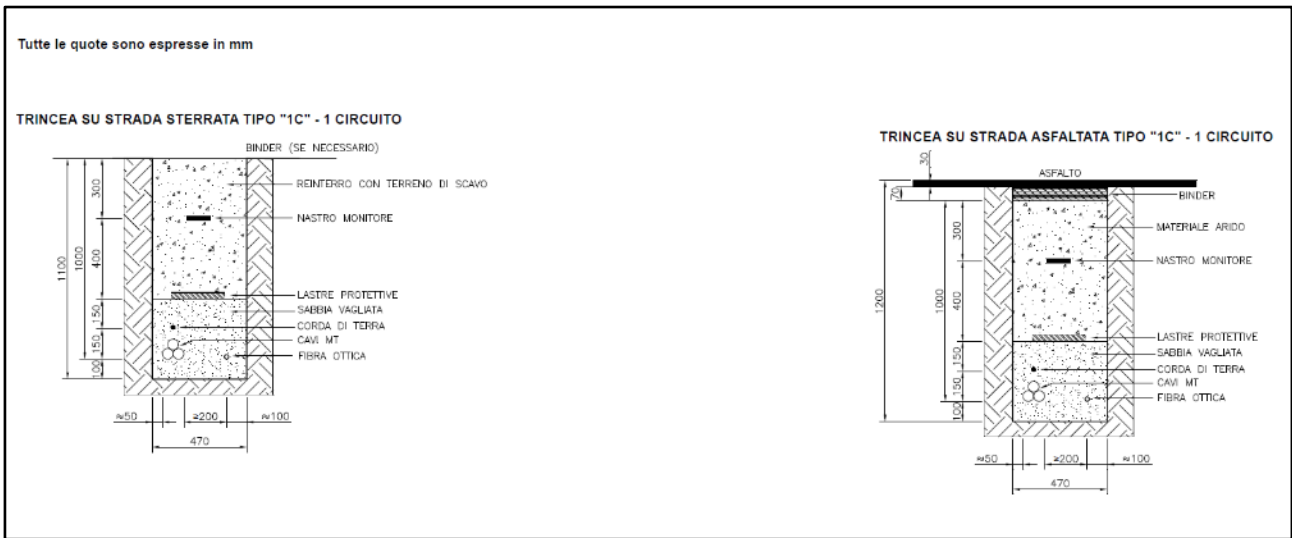 Tutte le quote sono espresse in mm
TRINCEA SU STRADA STERRATA TIPO "1C" - 1 CIRCUITO
BINDER (SE NECESSARIO)
REINTERRO CON TERRENO DI SCAVO
NASTRO MONITORE
LASTRE PROTETTIVE
SABBIA VAGLIATA
CORDA DI TERRA
CAVI MT
FIBRA OTTICA
1100
1000
300
400
150
150
100
≈50
≥200
≈100
470
TRINCEA SU STRADA ASFALTATA TIPO "1C" - 1 CIRCUITO
30
ASFALTO
70
BINDER
MATERIALE ARIDO
NASTRO MONITORE
LASTRE PROTETTIVE
SABBIA VAGLIATA
CORDA DI TERRA
CAVI MT
FIBRA OTTICA
1200
1000
300
400
150
150
100
≈50
≥200
≈100
470